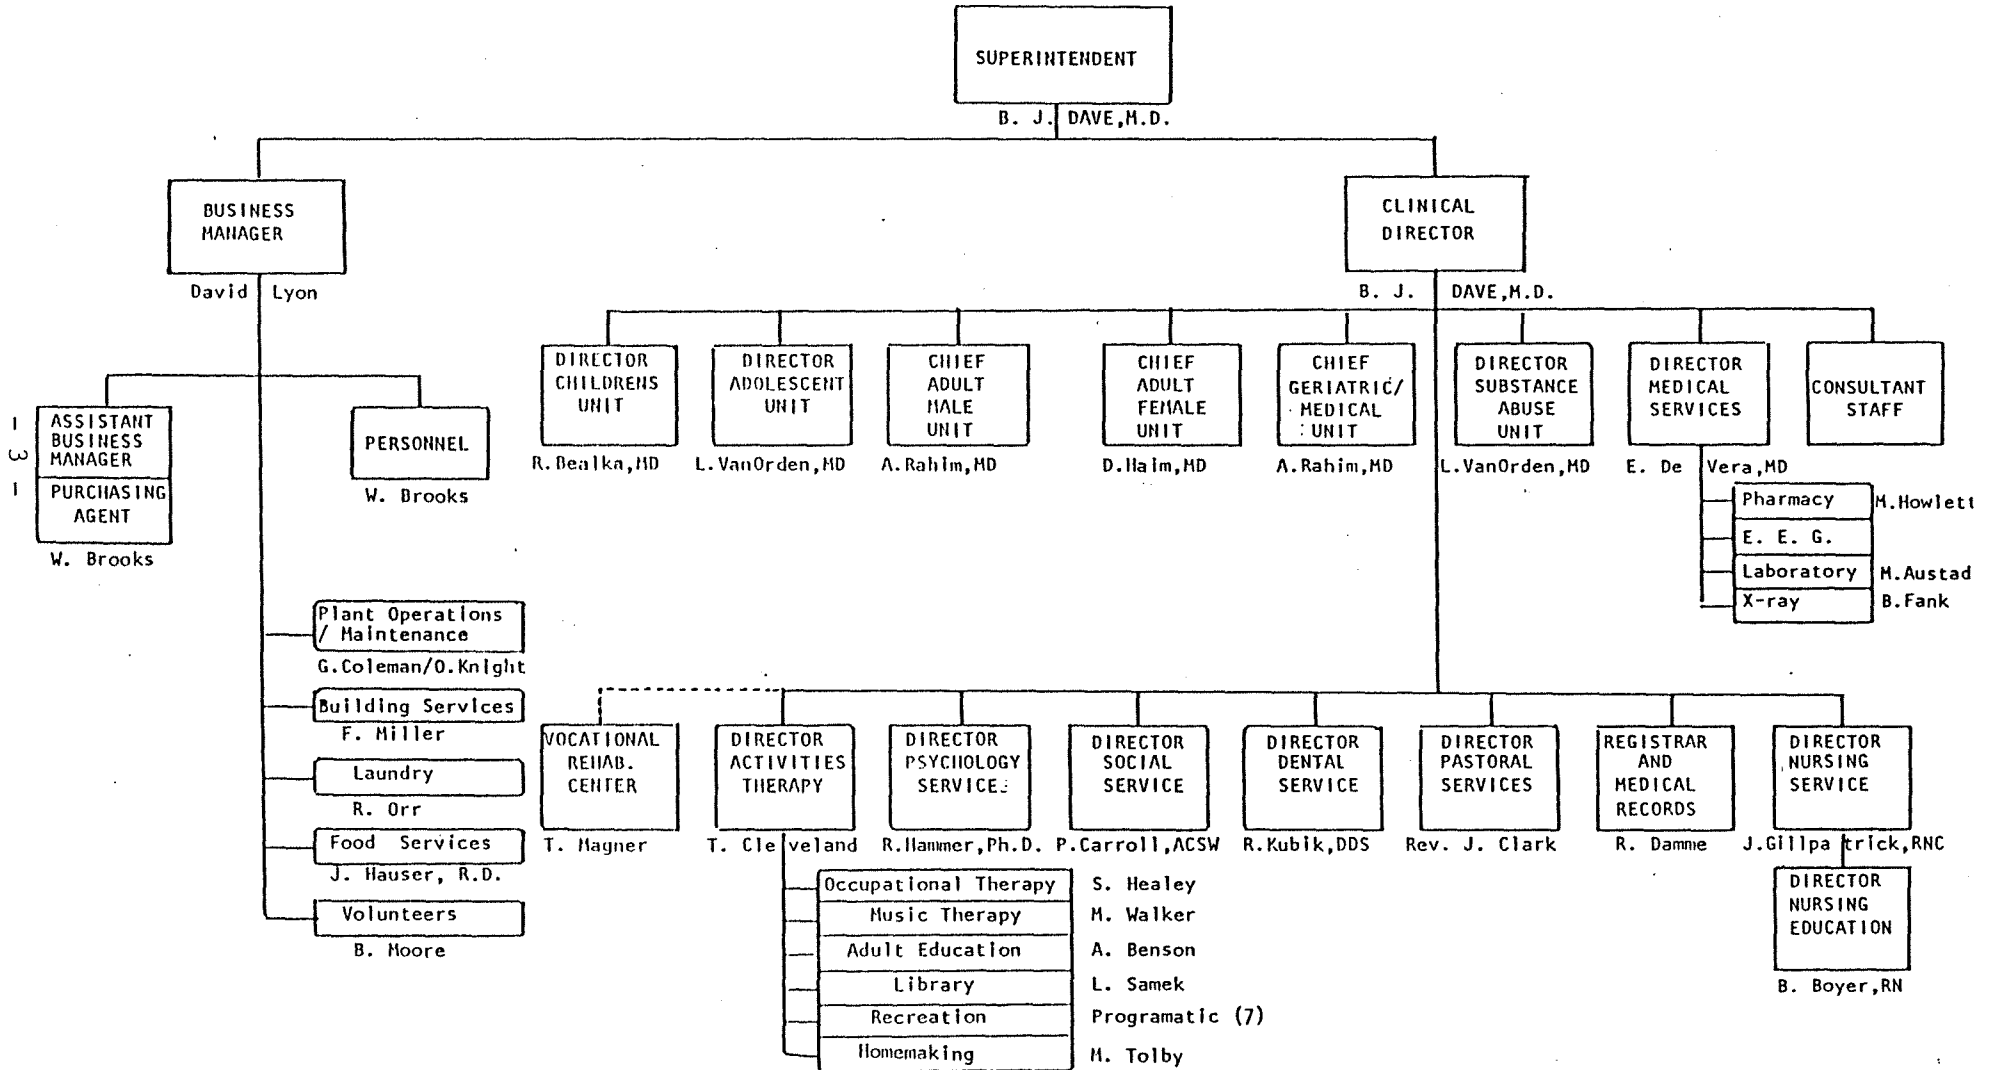 SUPERINTENDENT
B. J. DAVE,M.D.
BUSINESS
MANAGER
David Lyon
CLINICAL
DIRECTOR
B. J. DAVE,M.D.
- 3 -
ASSISTANT
BUSINESS
MANAGER
PURCHASING
AGENT
W. Brooks
PERSONNEL
W. Brooks
DIRECTOR
CHILDRENS
UNIT
R.Bealka,MD
DIRECTOR
ADOLESCENT
UNIT
L.VanOrden,MD
CHIEF
ADULT
MALE
UNIT
A.Rahim,MD
CHIEF
ADULT
FEMALE
UNIT
CHIEF
GERIATRIC/
MEDICAL
UNIT
A.Rahim,MD
DIRECTOR
SUBSTANCE
ABUSE
UNIT
L.VanOrden,MD
DIRECTOR
MEDICAL
SERVICES
E. De Vera,MD
CONSULTANT
STAFF
Pharmacy M.Howlett
E. E. G.
Laboratory M.Austad
X-ray B.Fank
Plant Operations
/ Maintenance
G.Coleman/O.Knight
Building Services
F. Miller
Laundry
R. Orr
Food Services
J. Hauser, R.D.
Volunteers
B. Moore
VOCATIONAL
REHAB.
CENTER
T. Magner
DIRECTOR
ACTIVITIES
THERAPY
T. Cleveland
DIRECTOR
PSYCHOLOGY
SERVICES
R.Hammer,Ph.D.
DIRECTOR
SOCIAL
SERVICE
P.Carroll,ACSW
DIRECTOR
DENTAL
SERVICE
R.Kubik,DDS
DIRECTOR
PASTORAL
SERVICES
Rev. J. Clark
REGISTRAR
AND
MEDICAL
RECORDS
R. Damme
DIRECTOR
NURSING
SERVICE
J.Gillpatrick,RNC
Occupational Therapy S. Healey
Music Therapy M. Walker
Adult Education A. Benson
Library L. Samek
Recreation Programatic (7)
Homemaking M. Tolby
DIRECTOR
NURSING
EDUCATION
B. Boyer,RN